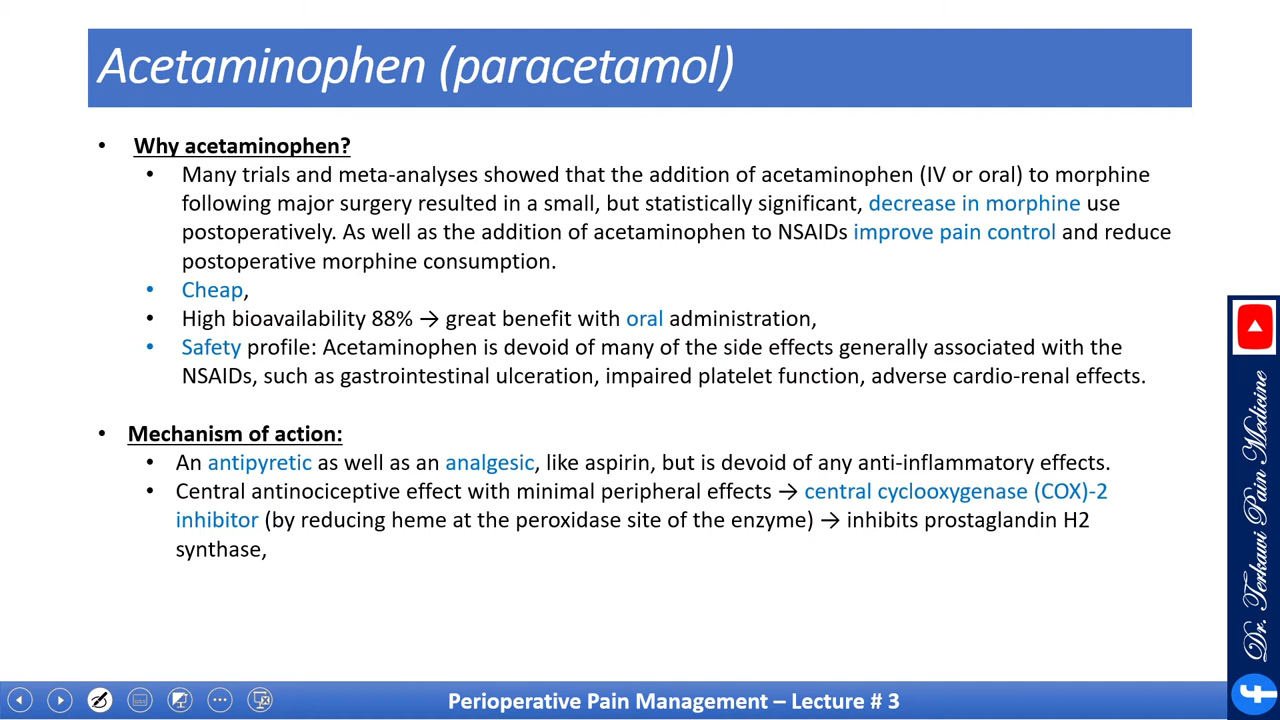 Acetaminophen (paracetamol)
• Why acetaminophen?
• Many trials and meta-analyses showed that the addition of acetaminophen (IV or oral) to morphine
following major surgery resulted in a small, but statistically significant, decrease in morphine use
postoperatively. As well as the addition of acetaminophen to NSAIDs improve pain control and reduce
postoperative morphine consumption.
• Cheap,
• High bioavailability 88% → great benefit with oral administration,
• Safety profile: Acetaminophen is devoid of many of the side effects generally associated with the
NSAIDs, such as gastrointestinal ulceration, impaired platelet function, adverse cardio-renal effects.
• Mechanism of action:
• An antipyretic as well as an analgesic, like aspirin, but is devoid of any anti-inflammatory effects.
• Central antinociceptive effect with minimal peripheral effects → central cyclooxygenase (COX)-2
inhibitor (by reducing heme at the peroxidase site of the enzyme) → inhibits prostaglandin H2
synthase,
Dr. Terkawi Pain Medicine
Perioperative Pain Management – Lecture # 3